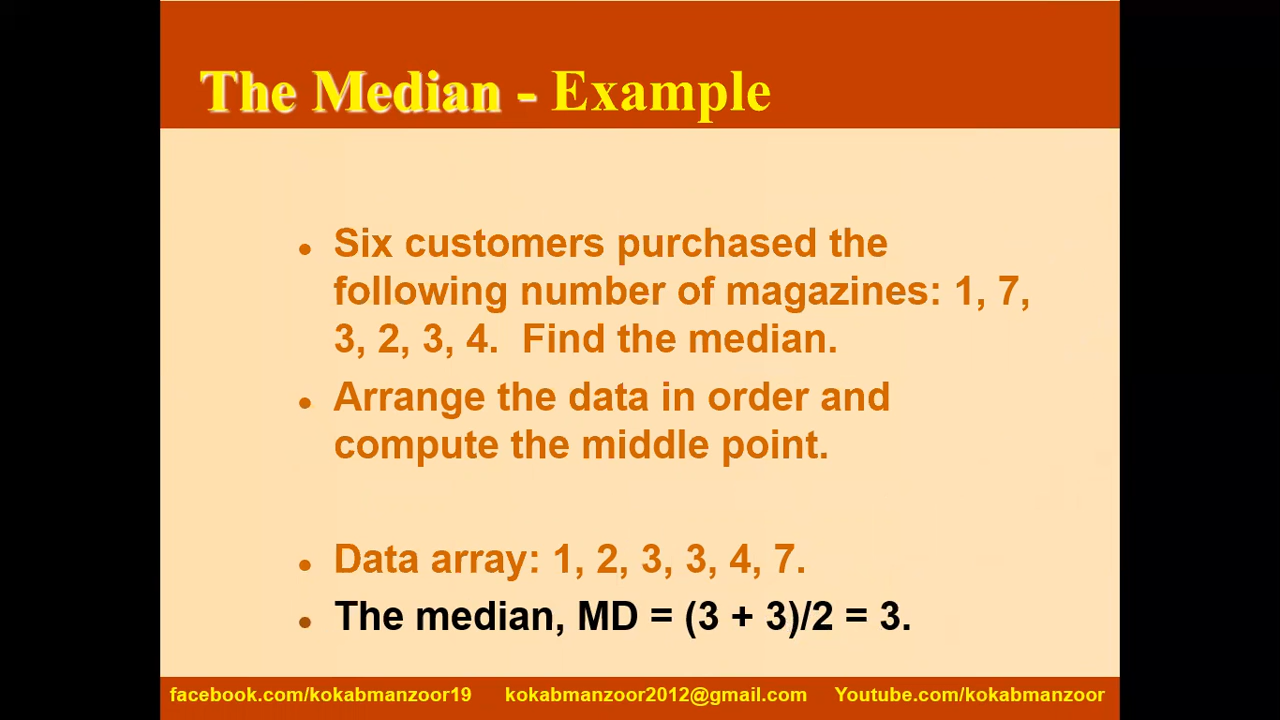 The Median - Example
• Six customers purchased the
following number of magazines: 1, 7,
3, 2, 3, 4. Find the median.
• Arrange the data in order and
compute the middle point.
• Data array: 1, 2, 3, 3, 4, 7.
• The median, MD = (3 + 3)/2 = 3.
facebook.com/kokabmanzoor19 kokabmanzoor2012@gmail.com Youtube.com/kokabmanzoor